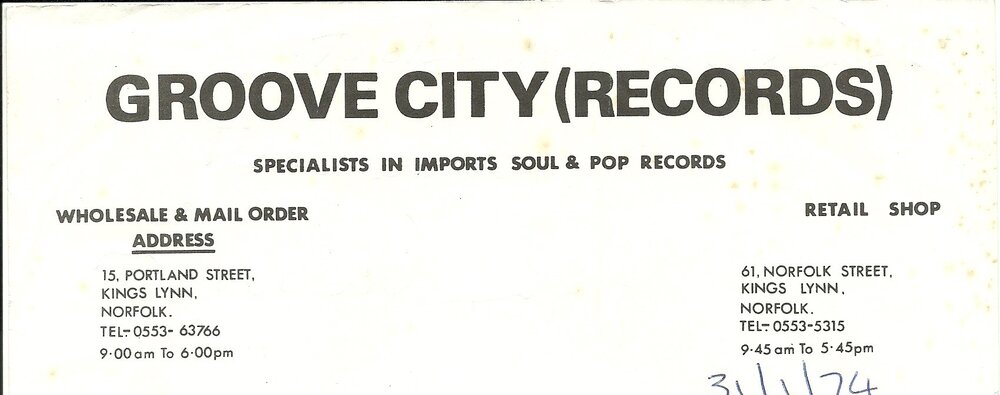 GROOVE CITY (RECORDS)
SPECIALISTS IN IMPORTS SOUL & POP RECORDS
WHOLESALE & MAIL ORDER
ADDRESS
15, PORTLAND STREET,
KINGS LYNN,
NORFOLK.
TEL:- 0553- 63766
9·00 am To 6·00pm
RETAIL SHOP
61, NORFOLK STREET,
KINGS LYNN,
NORFOLK.
TEL:- 0553-5315
9·45 am To 5·45pm
31/1/74